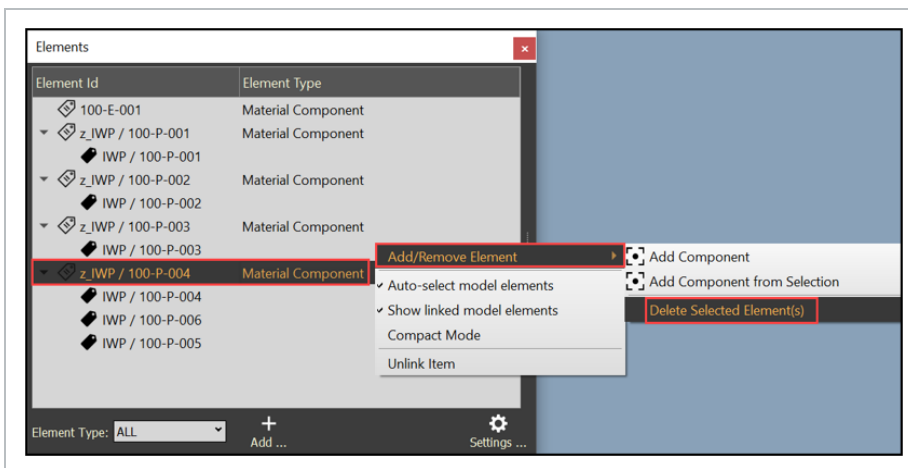 Elements
×
Element Id Element Type
100-E-001 Material Component
z_IWP / 100-P-001 Material Component
IWP / 100-P-001
z_IWP / 100-P-002 Material Component
IWP / 100-P-002
z_IWP / 100-P-003 Material Component
IWP / 100-P-003
z_IWP / 100-P-004 Material Component
IWP / 100-P-004
IWP / 100-P-006
IWP / 100-P-005
Add/Remove Element
Auto-select model elements
Show linked model elements
Compact Mode
Unlink Item
Add Component
Add Component from Selection
Delete Selected Element(s)
Element Type: ALL
Add ...
Settings ...